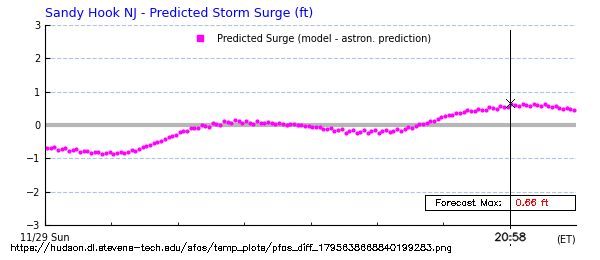 Sandy Hook NJ - Predicted Storm Surge (ft)
3
Predicted Surge (model - astron. prediction)
2
1
0
−1
−2
Forecast Max: 0.66 ft
−3
11/29 Sun 20:58 (ET)
https://hudson.dl.stevens-tech.edu/sfas/temp_plots/pfas_diff_1795638668840199283.png